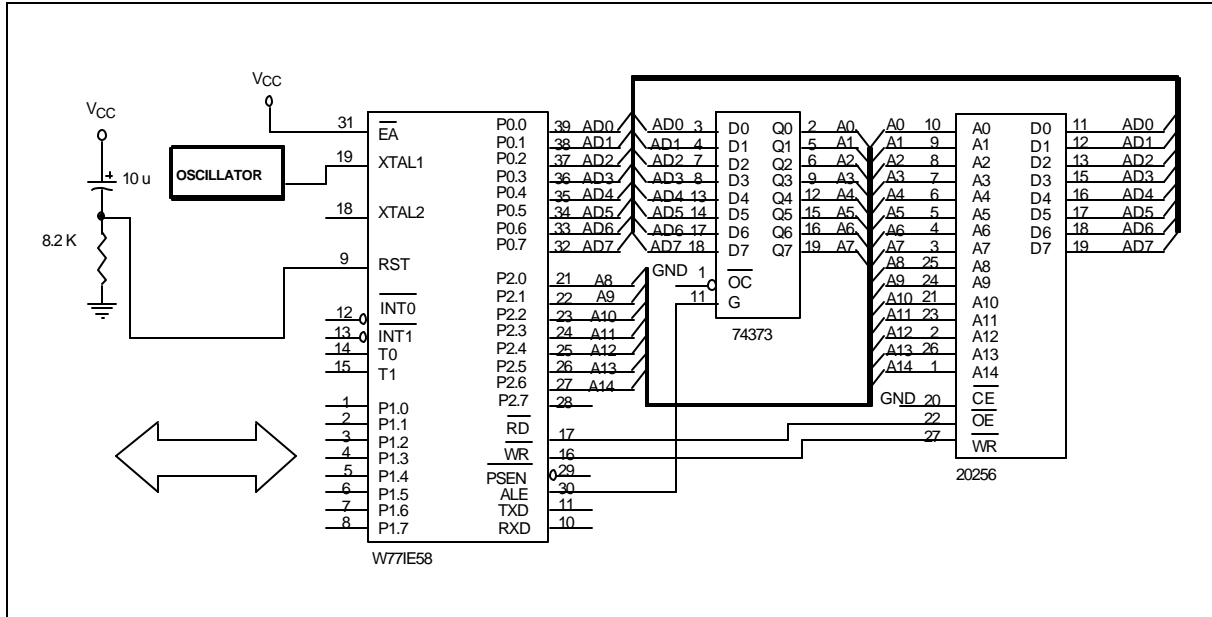 VCC
VCC
10 u
8.2 K
OSCILLATOR
31 EA
19 XTAL1
18 XTAL2
9 RST
12 INT0
13 INT1
14 T0
15 T1
1 P1.0
2 P1.1
3 P1.2
4 P1.3
5 P1.4
6 P1.5
7 P1.6
8 P1.7
P0.0 39 AD0
P0.1 38 AD1
P0.2 37 AD2
P0.3 36 AD3
P0.4 35 AD4
P0.5 34 AD5
P0.6 33 AD6
P0.7 32 AD7
P2.0 21 A8
P2.1 22 A9
P2.2 23 A10
P2.3 24 A11
P2.4 25 A12
P2.5 26 A13
P2.6 27 A14
P2.7 28
RD 17
WR 16
PSEN 29
ALE 30
TXD 11
RXD 10
W77IE58
AD0 3 D0 Q0 2 A0
AD1 4 D1 Q1 5 A1
AD2 7 D2 Q2 6 A2
AD3 8 D3 Q3 9 A3
AD4 13 D4 Q4 12 A4
AD5 14 D5 Q5 15 A5
AD6 17 D6 Q6 16 A6
AD7 18 D7 Q7 19 A7
GND 1 OC
11 G
74373
A0 10 A0 D0 11 AD0
A1 9 A1 D1 12 AD1
A2 8 A2 D2 13 AD2
A3 7 A3 D3 15 AD3
A4 6 A4 D4 16 AD4
A5 5 A5 D5 17 AD5
A6 4 A6 D6 18 AD6
A7 3 A7 D7 19 AD7
A8 25 A8
A9 24 A9
A10 21 A10
A11 23 A11
A12 2 A12
A13 26 A13
A14 1 A14
GND 20 CE
22 OE
27 WR
20256